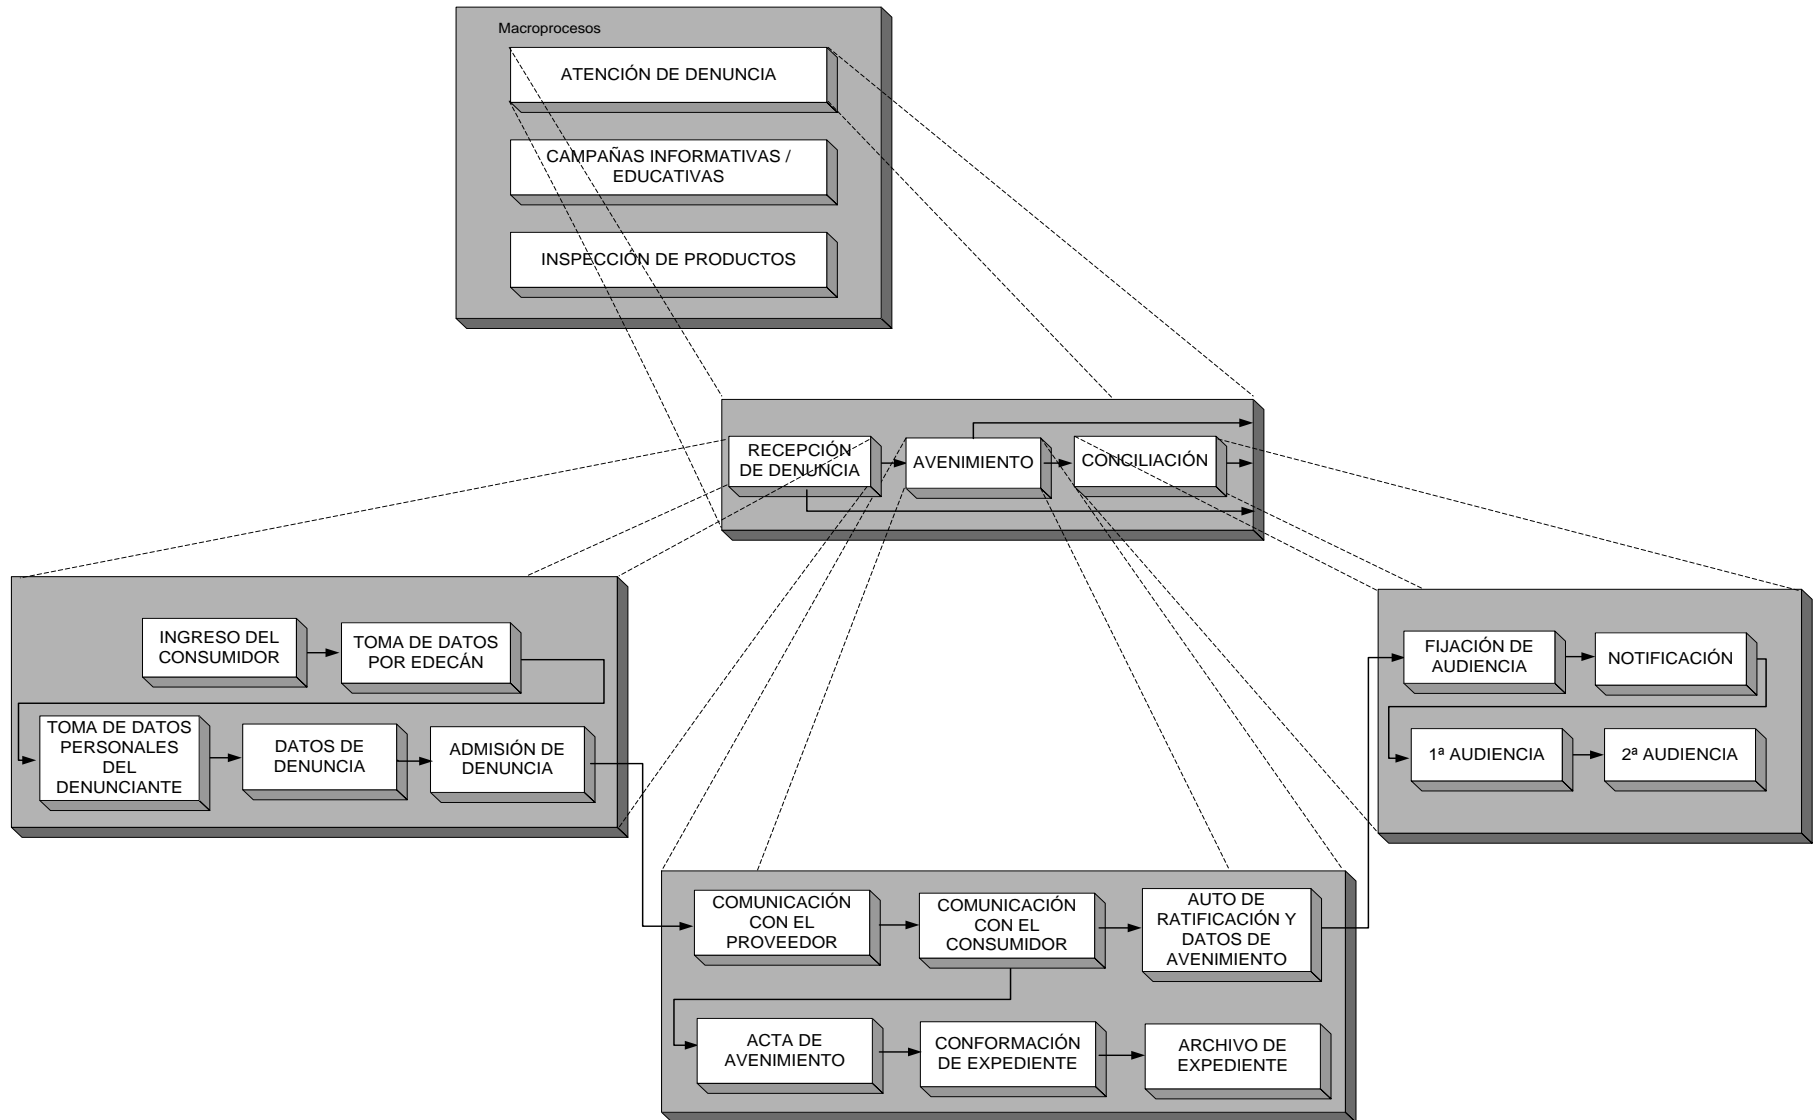 Macroprocesos
ATENCIÓN DE DENUNCIA
CAMPAÑAS INFORMATIVAS /
EDUCATIVAS
INSPECCIÓN DE PRODUCTOS
RECEPCIÓN
DE DENUNCIA
AVENIMIENTO
CONCILIACIÓN
INGRESO DEL
CONSUMIDOR
TOMA DE DATOS
POR EDECÁN
TOMA DE DATOS
PERSONALES
DEL
DENUNCIANTE
DATOS DE
DENUNCIA
ADMISIÓN DE
DENUNCIA
COMUNICACIÓN
CON EL
PROVEEDOR
COMUNICACIÓN
CON EL
CONSUMIDOR
AUTO DE
RATIFICACIÓN Y
DATOS DE
AVENIMIENTO
ACTA DE
AVENIMIENTO
CONFORMACIÓN
DE EXPEDIENTE
ARCHIVO DE
EXPEDIENTE
FIJACIÓN DE
AUDIENCIA
NOTIFICACIÓN
1ª AUDIENCIA
2ª AUDIENCIA